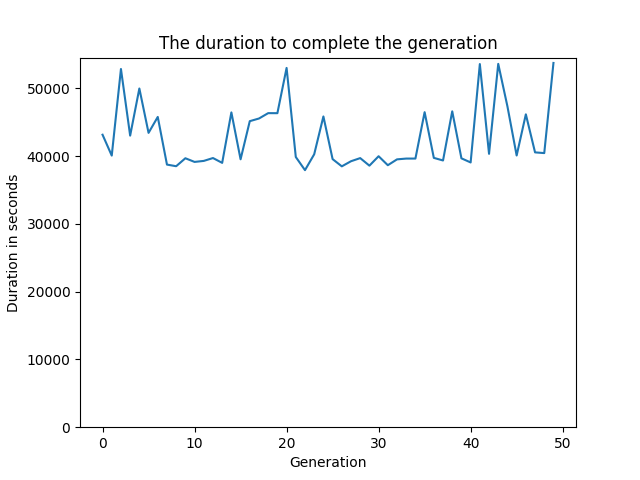 The duration to complete the generation
50000
40000
30000
20000
10000
0
Duration in seconds
0 10 20 30 40 50
Generation